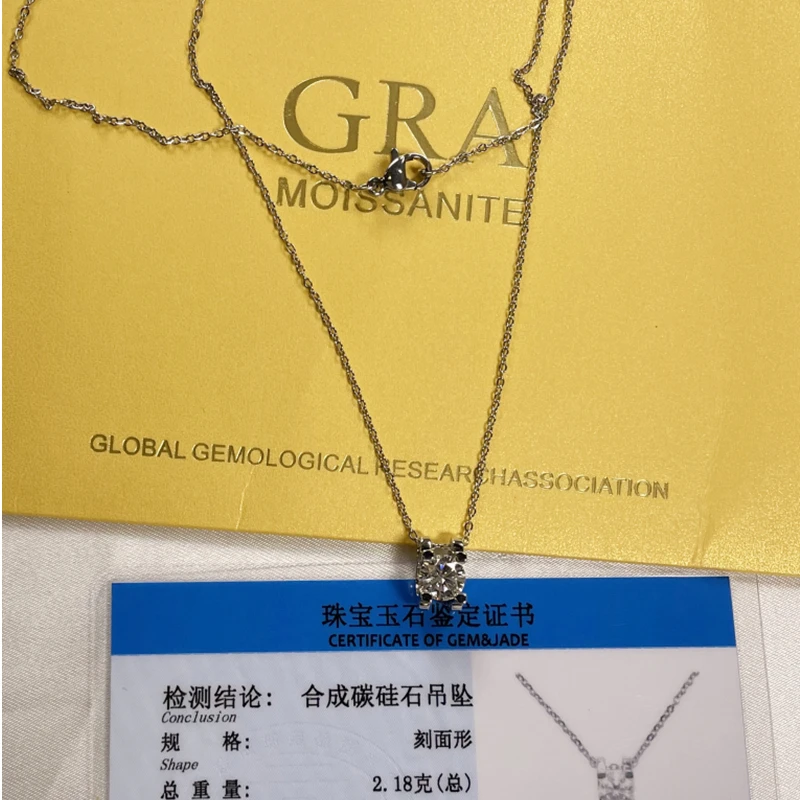 GRA
MOISSANITE
GLOBAL GEMOLOGICAL RESEARCHASSOCIATION
珠宝玉石鉴定证书
CERTIFICATE OF GEM&JADE
检测结论: 合成碳硅石吊坠
Conclusion
规 格: 刻面形
Shape
总 重 量: 2.18克(总)